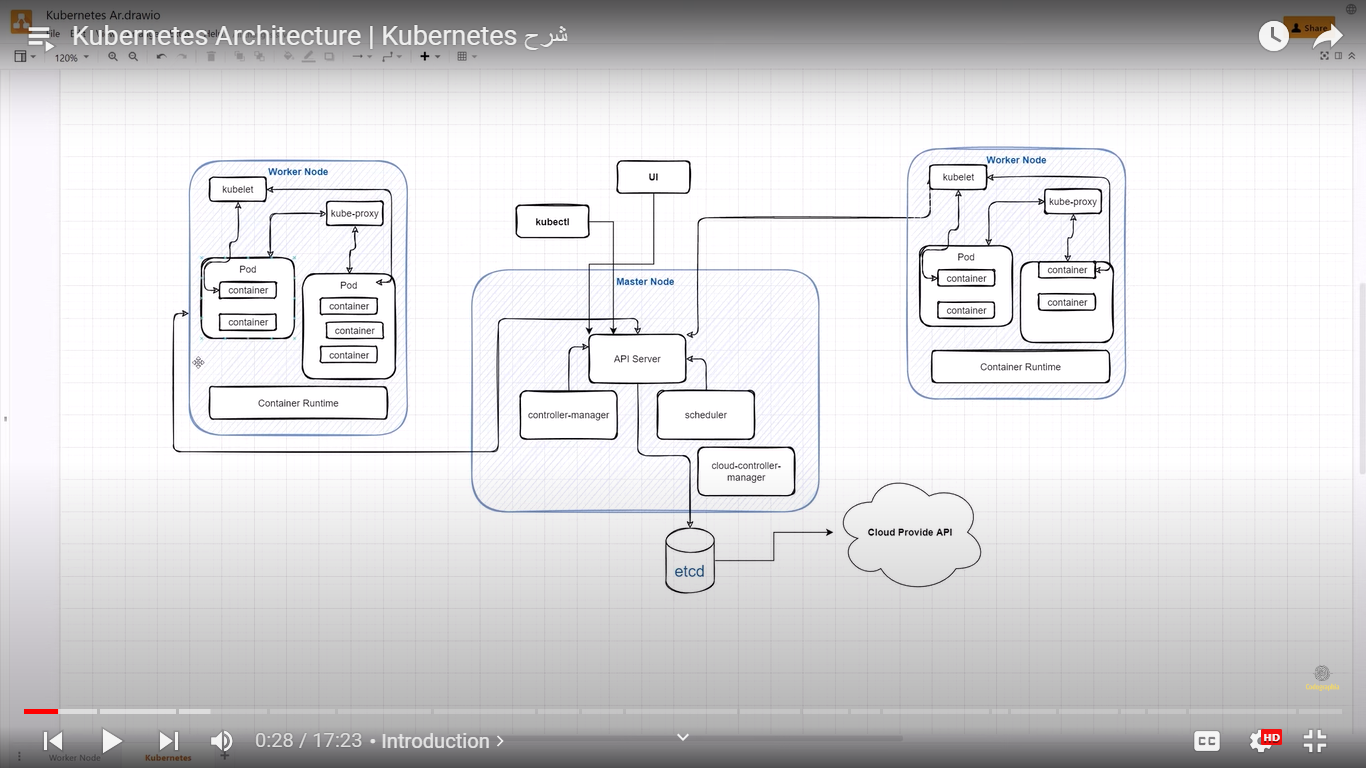 Kubernetes Ar.drawio
Kubernetes Architecture | Kubernetes شرح
Share
120%
Worker Node
kubelet
kube-proxy
Pod
container
container
Pod
container
container
container
Container Runtime
UI
kubectl
Master Node
API Server
controller-manager
scheduler
cloud-controller-
manager
etcd
Cloud Provide API
Worker Node
kubelet
kube-proxy
Pod
container
container
container
container
Container Runtime
0:28 / 17:23 • Introduction
CC
HD
Worker Node
Kubernetes